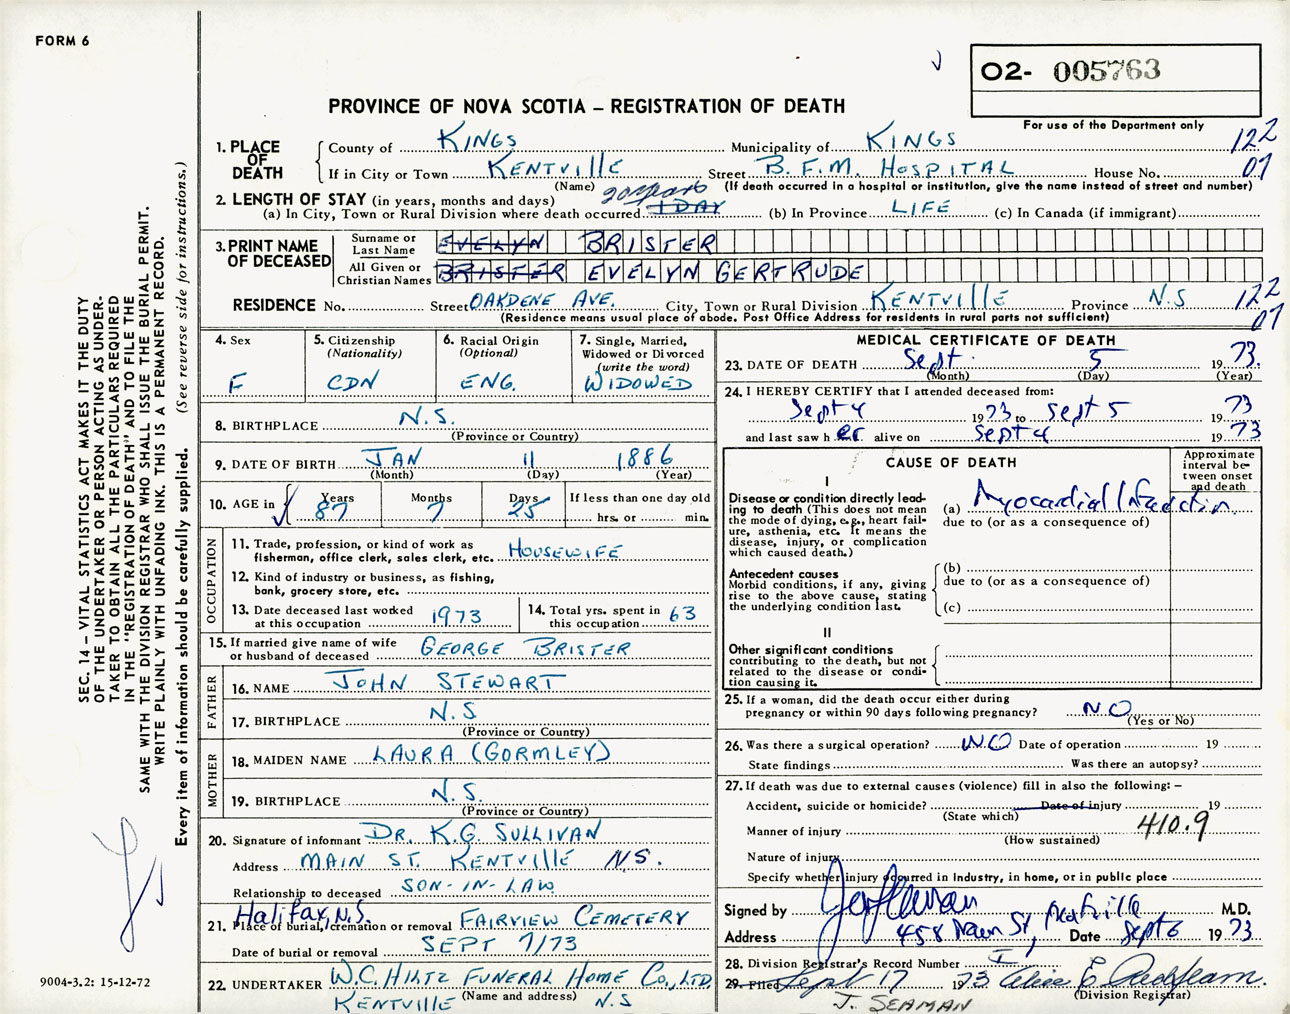 FORM 6
O2- 005763
PROVINCE OF NOVA SCOTIA – REGISTRATION OF DEATH
For use of the Department only
SEC. 14 – VITAL STATISTICS ACT MAKES IT THE DUTY
OF THE UNDERTAKER OR PERSON ACTING AS UNDER-
TAKER TO OBTAIN ALL THE PARTICULARS REQUIRED
IN THE "REGISTRATION OF DEATH" AND TO FILE THE
SAME WITH THE DIVISION REGISTRAR WHO SHALL ISSUE THE BURIAL PERMIT.
WRITE PLAINLY WITH UNFADING INK. THIS IS A PERMANENT RECORD.
Every item of information should be carefully supplied. (See reverse side for instructions.)
1. PLACE OF DEATH
County of KINGS Municipality of KINGS 122
If in City or Town KENTVILLE Street B.F.M. HOSPITAL House No. 07
(Name) (If death occurred in a hospital or institution, give the name instead of street and number)
2. LENGTH OF STAY (in years, months and days) 20 years
(a) In City, Town or Rural Division where death occurred 1 DAY (b) In Province LIFE (c) In Canada (if immigrant)
3. PRINT NAME OF DECEASED
Surname or Last Name EVELYN BRISTER
All Given or Christian Names BRISTER EVELYN GERTRUDE
RESIDENCE No. Street OAKDENE AVE. City, Town or Rural Division KENTVILLE Province N.S 122
(Residence means usual place of abode. Post Office Address for residents in rural parts not sufficient) 07
4. Sex F
5. Citizenship (Nationality) CDN
6. Racial Origin (Optional) ENG.
7. Single, Married, Widowed or Divorced (write the word) WIDOWED
8. BIRTHPLACE N.S.
(Province or Country)
9. DATE OF BIRTH JAN 11 1886
(Month) (Day) (Year)
10. AGE in Years 87 Months 7 Days 25 If less than one day old hrs. or min.
OCCUPATION
11. Trade, profession, or kind of work as
fisherman, office clerk, sales clerk, etc. HOUSEWIFE
12. Kind of industry or business, as fishing,
bank, grocery store, etc.
13. Date deceased last worked at this occupation 1973
14. Total yrs. spent in this occupation 63
15. If married give name of wife
or husband of deceased GEORGE BRISTER
FATHER
16. NAME JOHN STEWART
17. BIRTHPLACE N.S
(Province or Country)
MOTHER
18. MAIDEN NAME LAURA (GORMLEY)
19. BIRTHPLACE N.S.
(Province or Country)
20. Signature of informant DR. K.G. SULLIVAN
Address MAIN ST. KENTVILLE N.S.
Relationship to deceased SON-IN-LAW
Halifax, N.S.
21. Place of burial, cremation or removal FAIRVIEW CEMETERY
Date of burial or removal SEPT 7/73
22. UNDERTAKER W.C. HILTZ FUNERAL HOME CO., LTD.
(Name and address)
KENTVILLE N.S
9004-3.2: 15-12-72
MEDICAL CERTIFICATE OF DEATH
23. DATE OF DEATH Sept. 5 1973.
(Month) (Day) (Year)
24. I HEREBY CERTIFY that I attended deceased from:
Sept 4 1973 to Sept 5 1973
and last saw her alive on Sept 4 1973
CAUSE OF DEATH
Approximate interval between onset and death
I
Disease or condition directly lead-
ing to death (This does not mean
the mode of dying, e.g., heart fail-
ure, asthenia, etc. It means the
disease, injury, or complication
which caused death.)
(a) Myocardial Infarction
due to (or as a consequence of)
Antecedent causes
Morbid conditions, if any, giving
rise to the above cause, stating
the underlying condition last.
(b)
due to (or as a consequence of)
(c)
II
Other significant conditions
contributing to the death, but not
related to the disease or condi-
tion causing it.
25. If a woman, did the death occur either during
pregnancy or within 90 days following pregnancy? NO
(Yes or No)
26. Was there a surgical operation? NO Date of operation 19
State findings Was there an autopsy?
27. If death was due to external causes (violence) fill in also the following: –
Accident, suicide or homicide? Date of injury 19
(State which)
Manner of injury 410.9
(How sustained)
Nature of injury
Specify whether injury occurred in industry, in home, or in public place
Signed by M.D.
Address 458 Main St, Kentville Date Sept 6 1973.
28. Division Registrar's Record Number
29. Filed Sept 17 1973
(Division Registrar)
J. SEAMAN